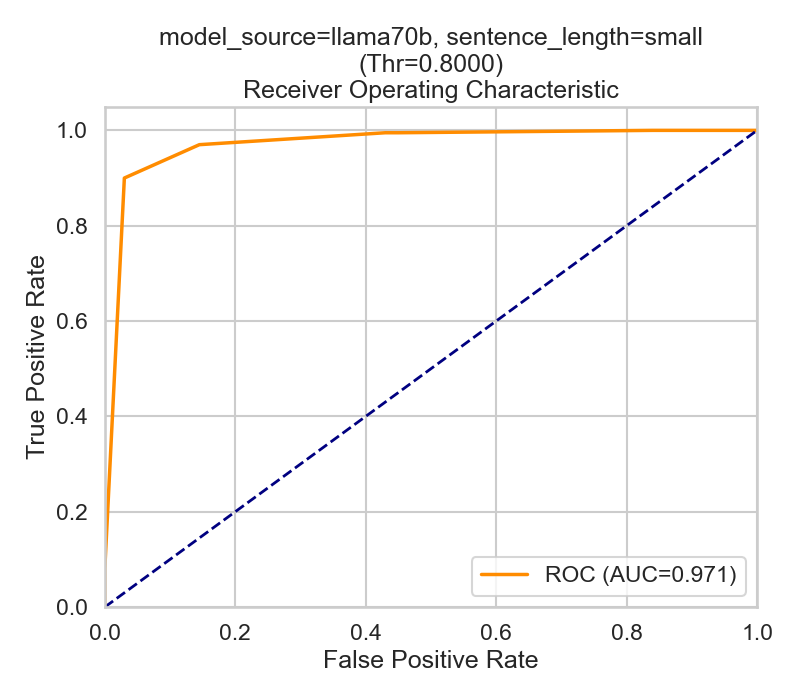 model_source=llama70b, sentence_length=small
(Thr=0.8000)
Receiver Operating Characteristic
1.0
0.8
0.6
0.4
0.2
0.0
True Positive Rate
ROC (AUC=0.971)
0.0 0.2 0.4 0.6 0.8 1.0
False Positive Rate